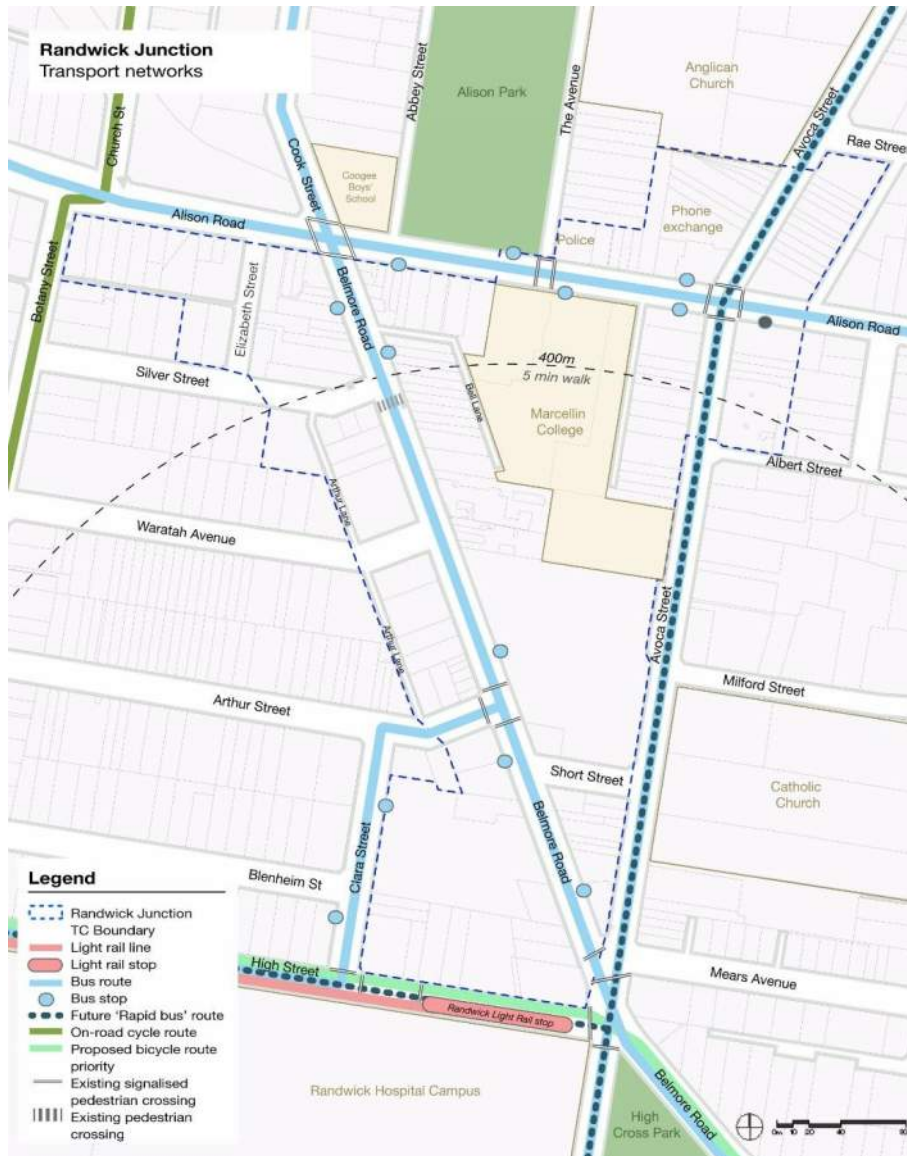 Randwick Junction
Transport networks
Church St
Abbey Street
Alison Park
The Avenue
Anglican
Church
Avoca Street
Rae Street
Cook Street
Coogee
Boys'
School
Alison Road
Police
Phone
exchange
Botany Street
Elizabeth Street
Belmore Road
Alison Road
Silver Street
Bell Lane
400m
5 min walk
Marcellin
College
Albert Street
Arthur Lane
Waratah Avenue
Arthur Lane
Avoca Street
Arthur Street
Milford Street
Short Street
Catholic
Church
Clara Street
Belmore Road
Blenheim St
High Street
Randwick Light Rail stop
Mears Avenue
Randwick Hospital Campus
Belmore Road
High
Cross Park
0m 10 20 40
Legend
Randwick Junction
TC Boundary
Light rail line
Light rail stop
Bus route
Bus stop
Future 'Rapid bus' route
On-road cycle route
Proposed bicycle route
priority
Existing signalised
pedestrian crossing
Existing pedestrian
crossing